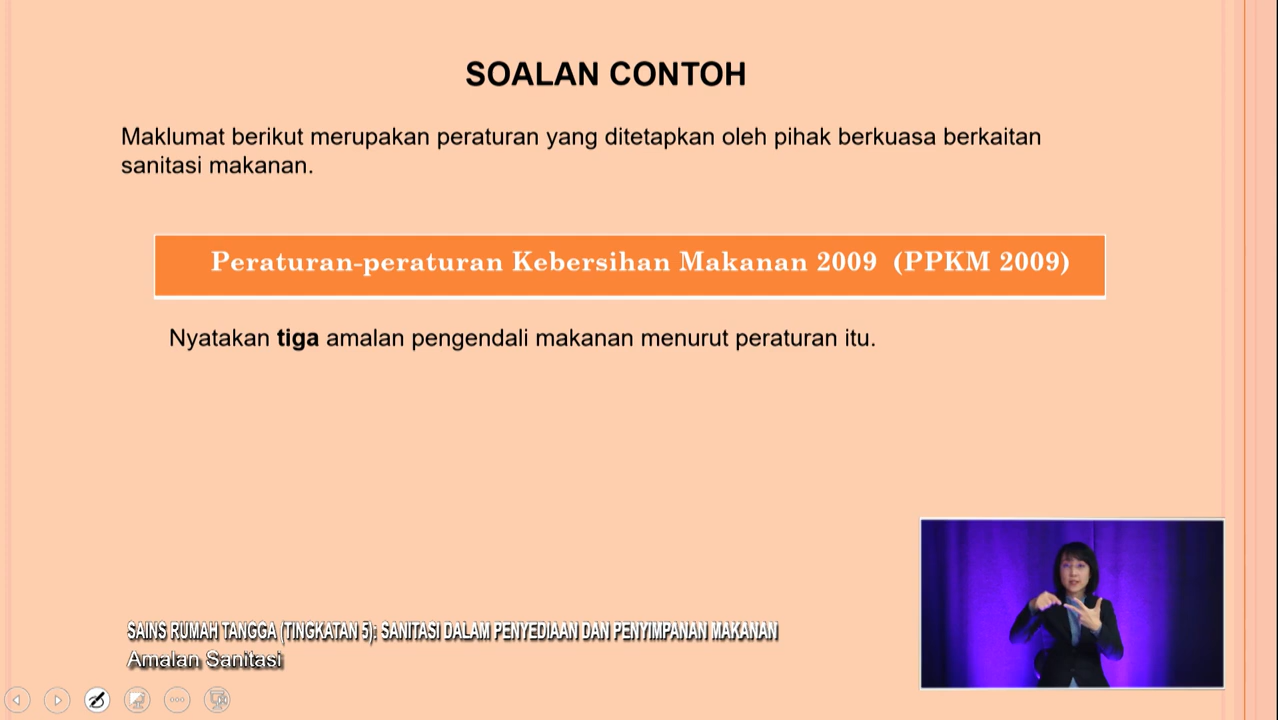 SOALAN CONTOH
Maklumat berikut merupakan peraturan yang ditetapkan oleh pihak berkuasa berkaitan
sanitasi makanan.
Peraturan-peraturan Kebersihan Makanan 2009 (PPKM 2009)
Nyatakan tiga amalan pengendali makanan menurut peraturan itu.
SAINS RUMAH TANGGA (TINGKATAN 5): SANITASI DALAM PENYEDIAAN DAN PENYIMPANAN MAKANAN
Amalan Sanitasi